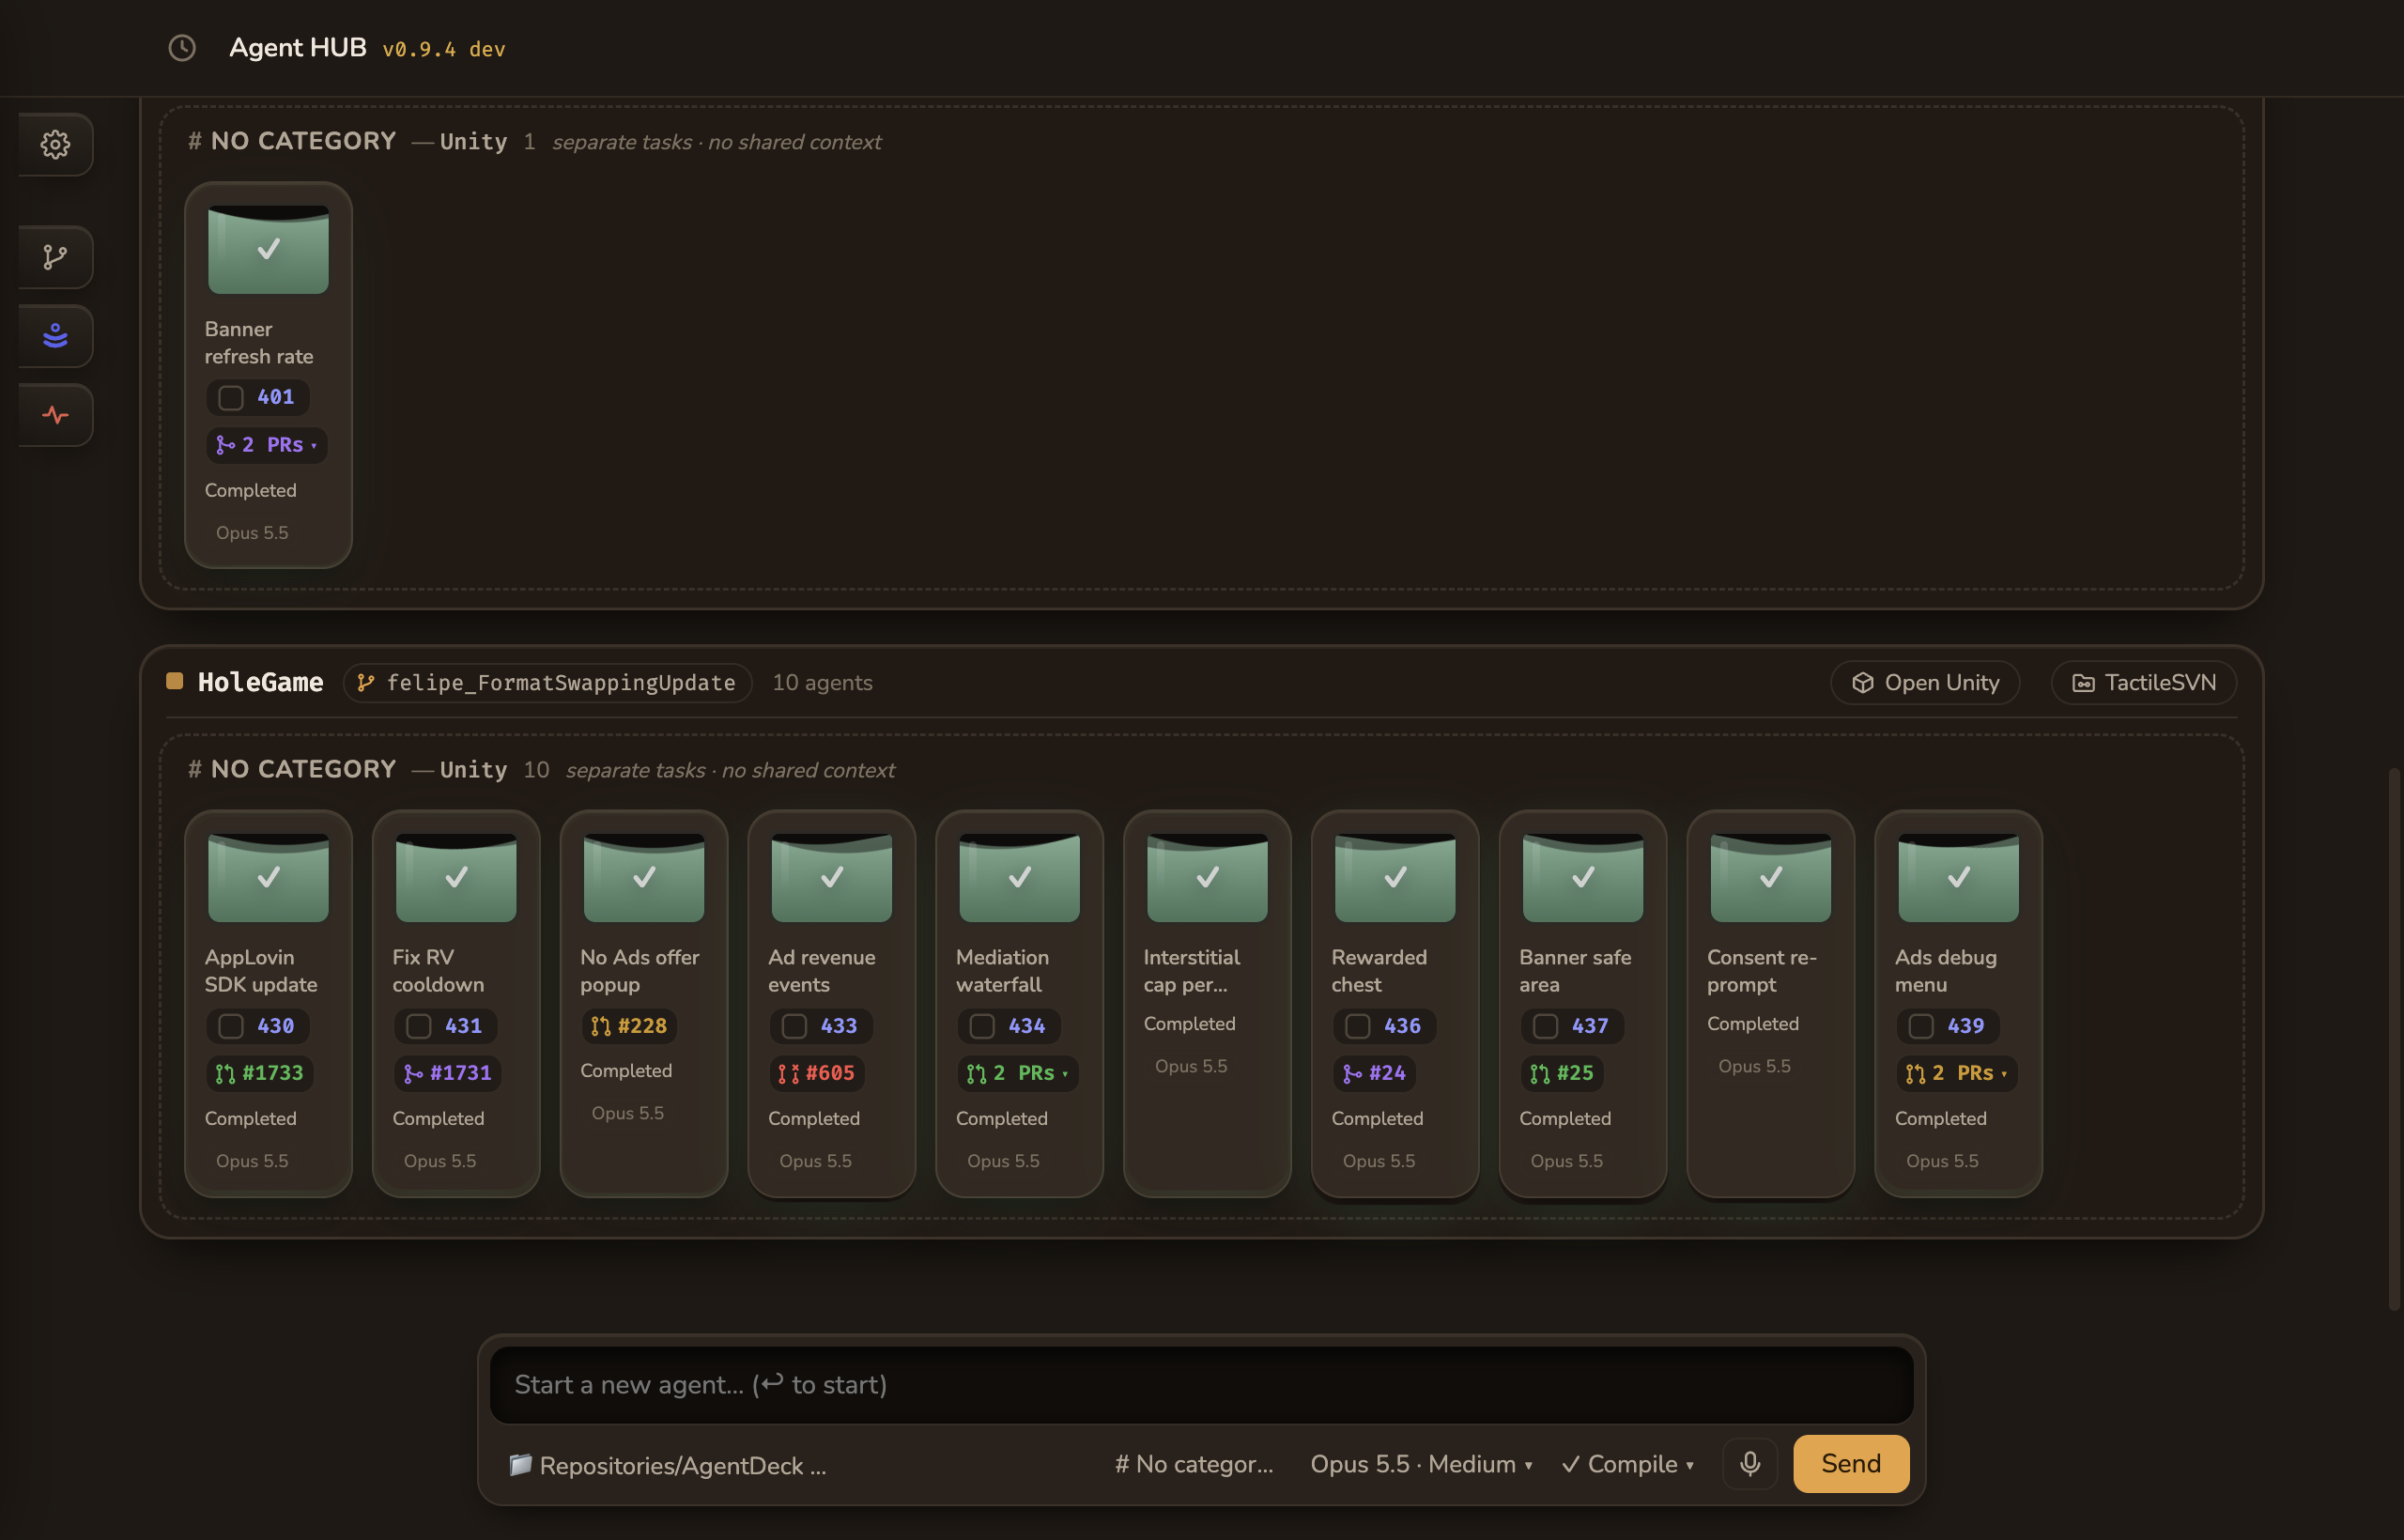 Agent HUB v0.9.4 dev
# NO CATEGORY — Unity 1 separate tasks · no shared context
Banner
refresh rate
401
2 PRs ▾
Completed
Opus 5.5
HoleGame felipe_FormatSwappingUpdate 10 agents Open Unity TactileSVN
# NO CATEGORY — Unity 10 separate tasks · no shared context
AppLovin
SDK update
430
#1733
Completed
Opus 5.5
Fix RV
cooldown
431
#1731
Completed
Opus 5.5
No Ads offer
popup
#228
Completed
Opus 5.5
Ad revenue
events
433
#605
Completed
Opus 5.5
Mediation
waterfall
434
2 PRs ▾
Completed
Opus 5.5
Interstitial
cap per...
Completed
Opus 5.5
Rewarded
chest
436
#24
Completed
Opus 5.5
Banner safe
area
437
#25
Completed
Opus 5.5
Consent re-
prompt
Completed
Opus 5.5
Ads debug
menu
439
2 PRs ▾
Completed
Opus 5.5
Start a new agent... (↩ to start)
Repositories/AgentDeck ... # No categor... Opus 5.5 · Medium ▾ ✓ Compile ▾ Send